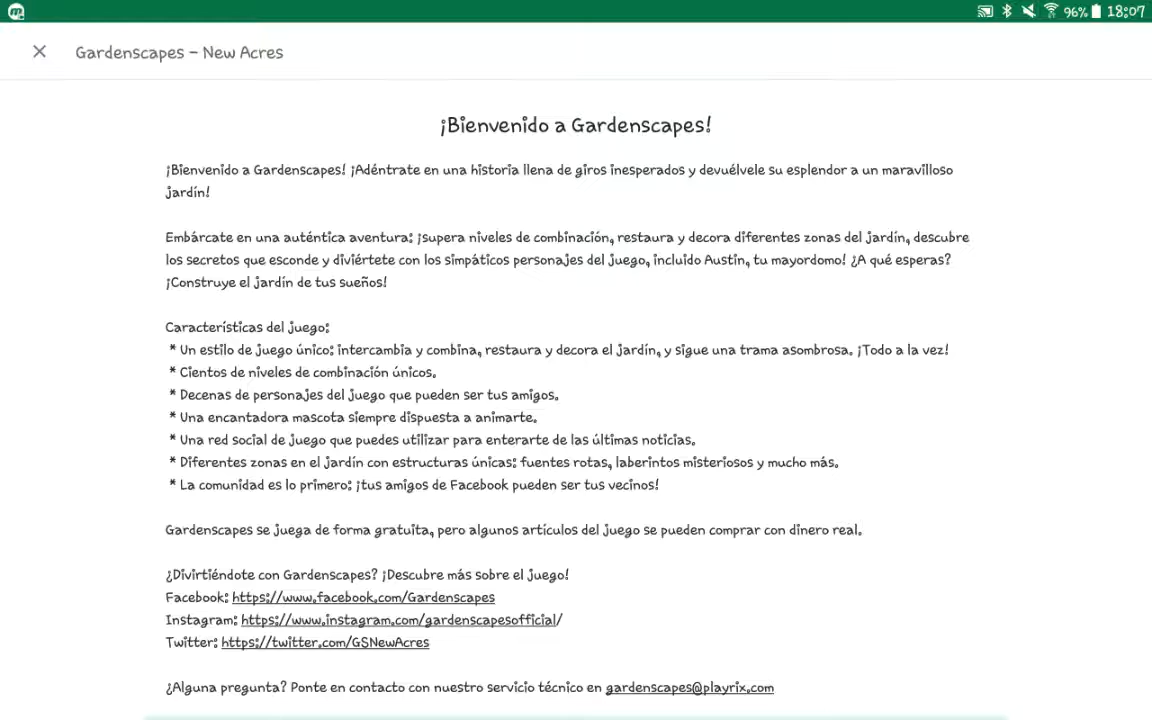 96% 18:07
Gardenscapes – New Acres
¡Bienvenido a Gardenscapes!
¡Bienvenido a Gardenscapes! ¡Adéntrate en una historia llena de giros inesperados y devuélvele su esplendor a un maravilloso
jardín!
Embárcate en una auténtica aventura: ¡supera niveles de combinación, restaura y decora diferentes zonas del jardín, descubre
los secretos que esconde y diviértete con los simpáticos personajes del juego, incluido Austin, tu mayordomo! ¿A qué esperas?
¡Construye el jardín de tus sueños!
Características del juego:
* Un estilo de juego único: intercambia y combina, restaura y decora el jardín, y sigue una trama asombrosa. ¡Todo a la vez!
* Cientos de niveles de combinación únicos.
* Decenas de personajes del juego que pueden ser tus amigos.
* Una encantadora mascota siempre dispuesta a animarte.
* Una red social de juego que puedes utilizar para enterarte de las últimas noticias.
* Diferentes zonas en el jardín con estructuras únicas: fuentes rotas, laberintos misteriosos y mucho más.
* La comunidad es lo primero: ¡tus amigos de Facebook pueden ser tus vecinos!
Gardenscapes se juega de forma gratuita, pero algunos artículos del juego se pueden comprar con dinero real.
¿Divirtiéndote con Gardenscapes? ¡Descubre más sobre el juego!
Facebook: https://www.facebook.com/Gardenscapes
Instagram: https://www.instagram.com/gardenscapesofficial/
Twitter: https://twitter.com/GSNewAcres
¿Alguna pregunta? Ponte en contacto con nuestro servicio técnico en gardenscapes@playrix.com